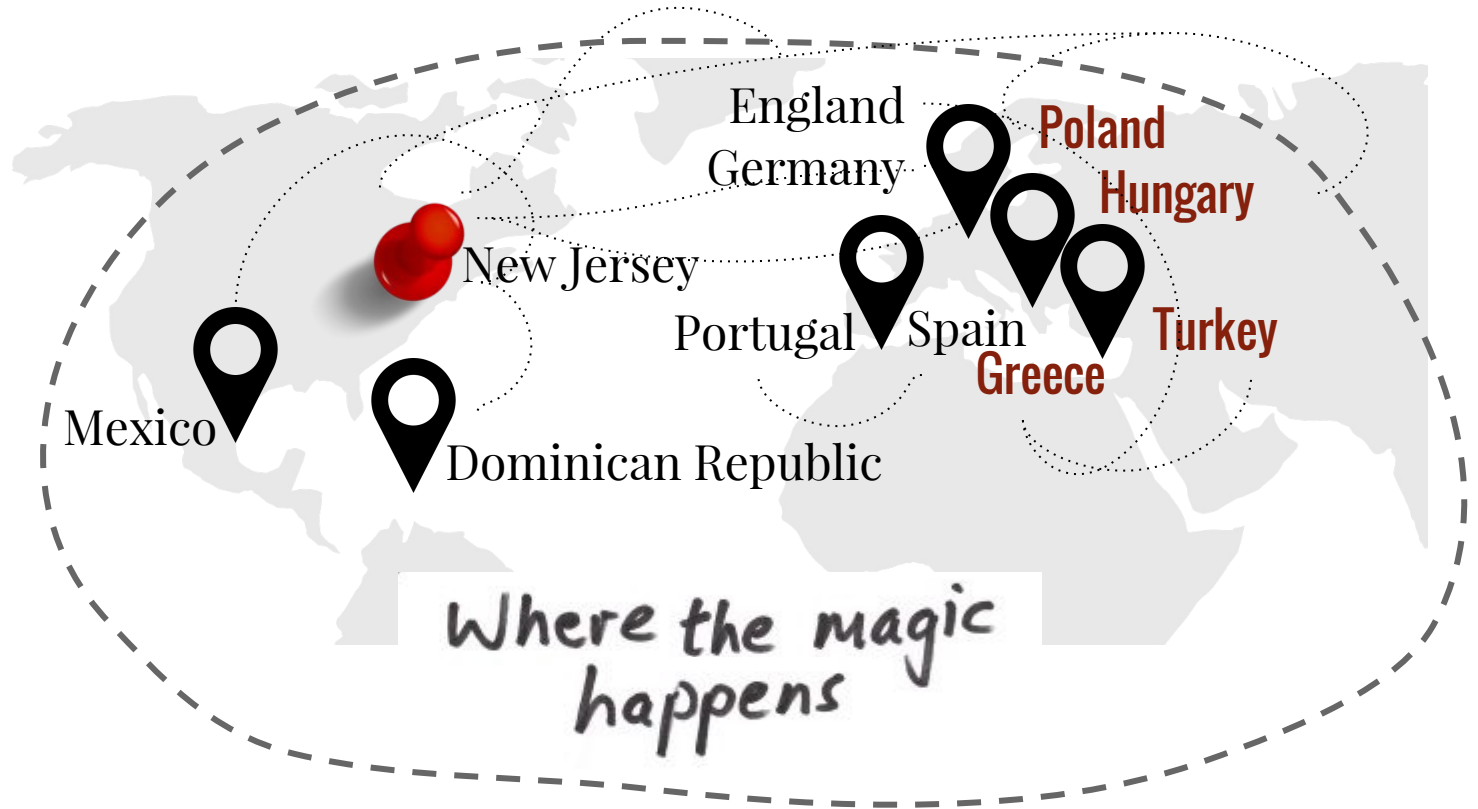 England
Poland
Germany
Hungary
New Jersey
Portugal
Spain
Turkey
Greece
Mexico
Dominican Republic
Where the magic
happens